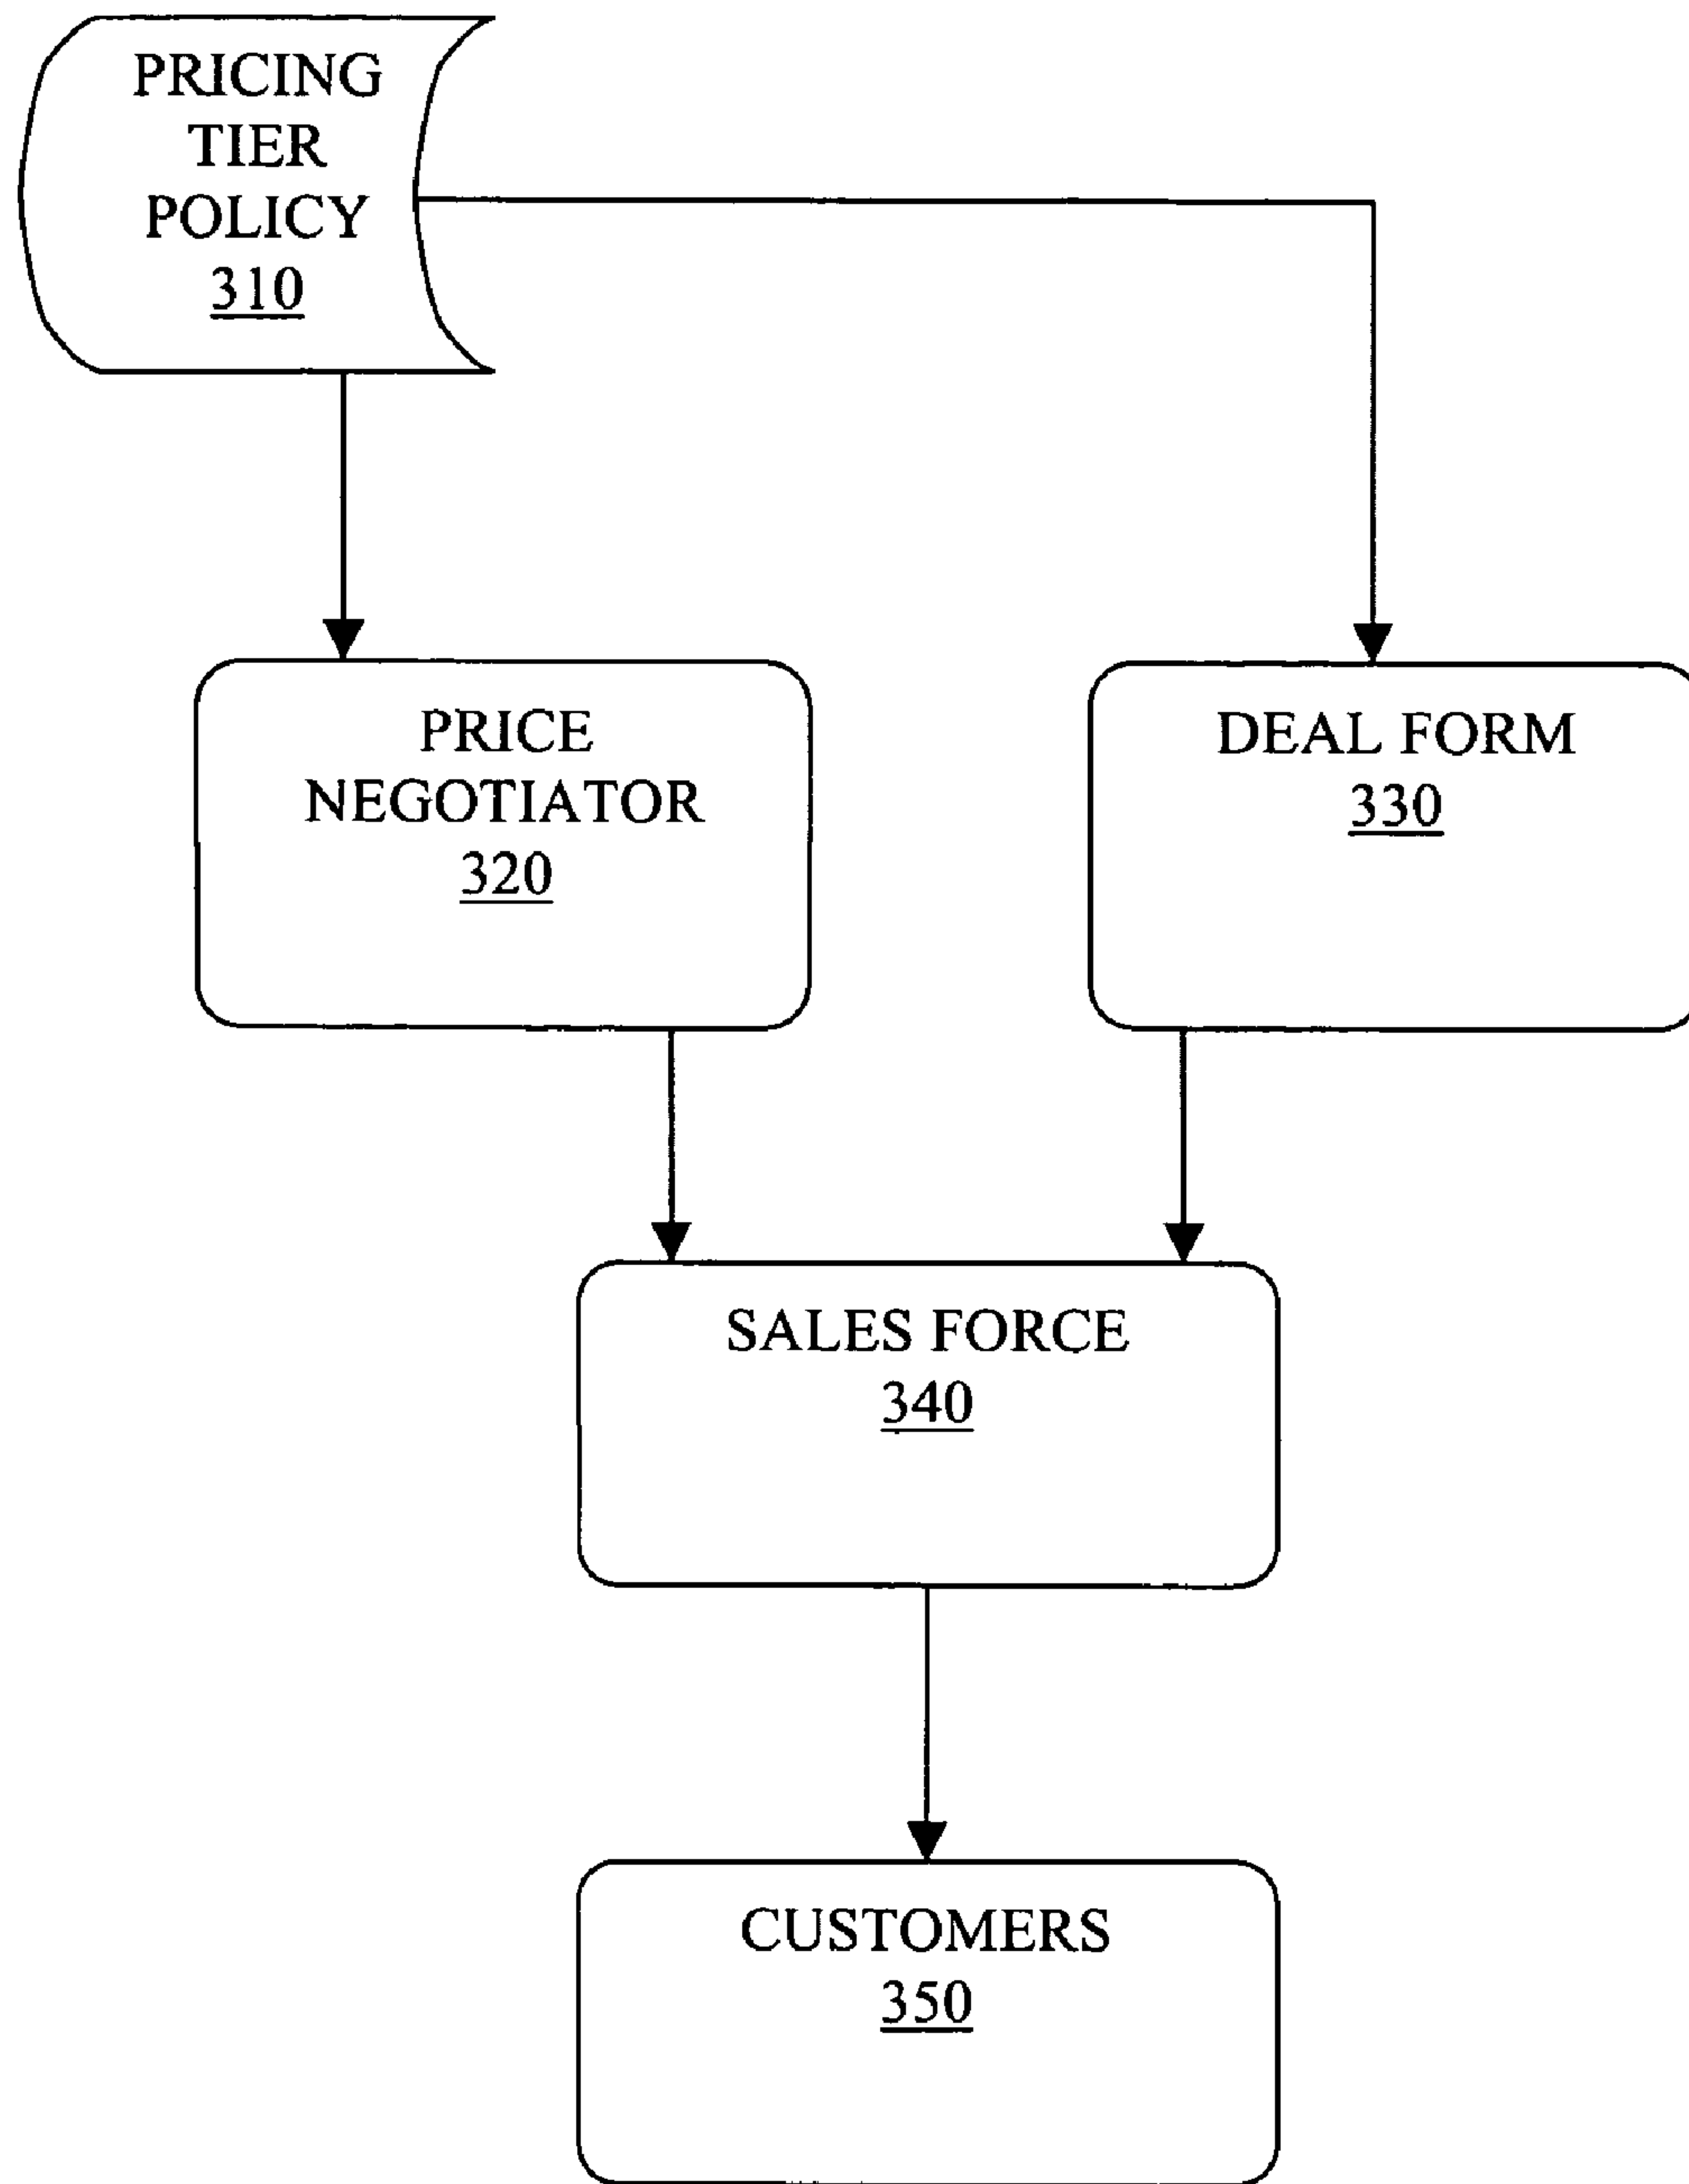 PRICING
TIER
POLICY
310
PRICE
NEGOTIATOR
320
DEAL FORM
330
SALES FORCE
340
CUSTOMERS
350